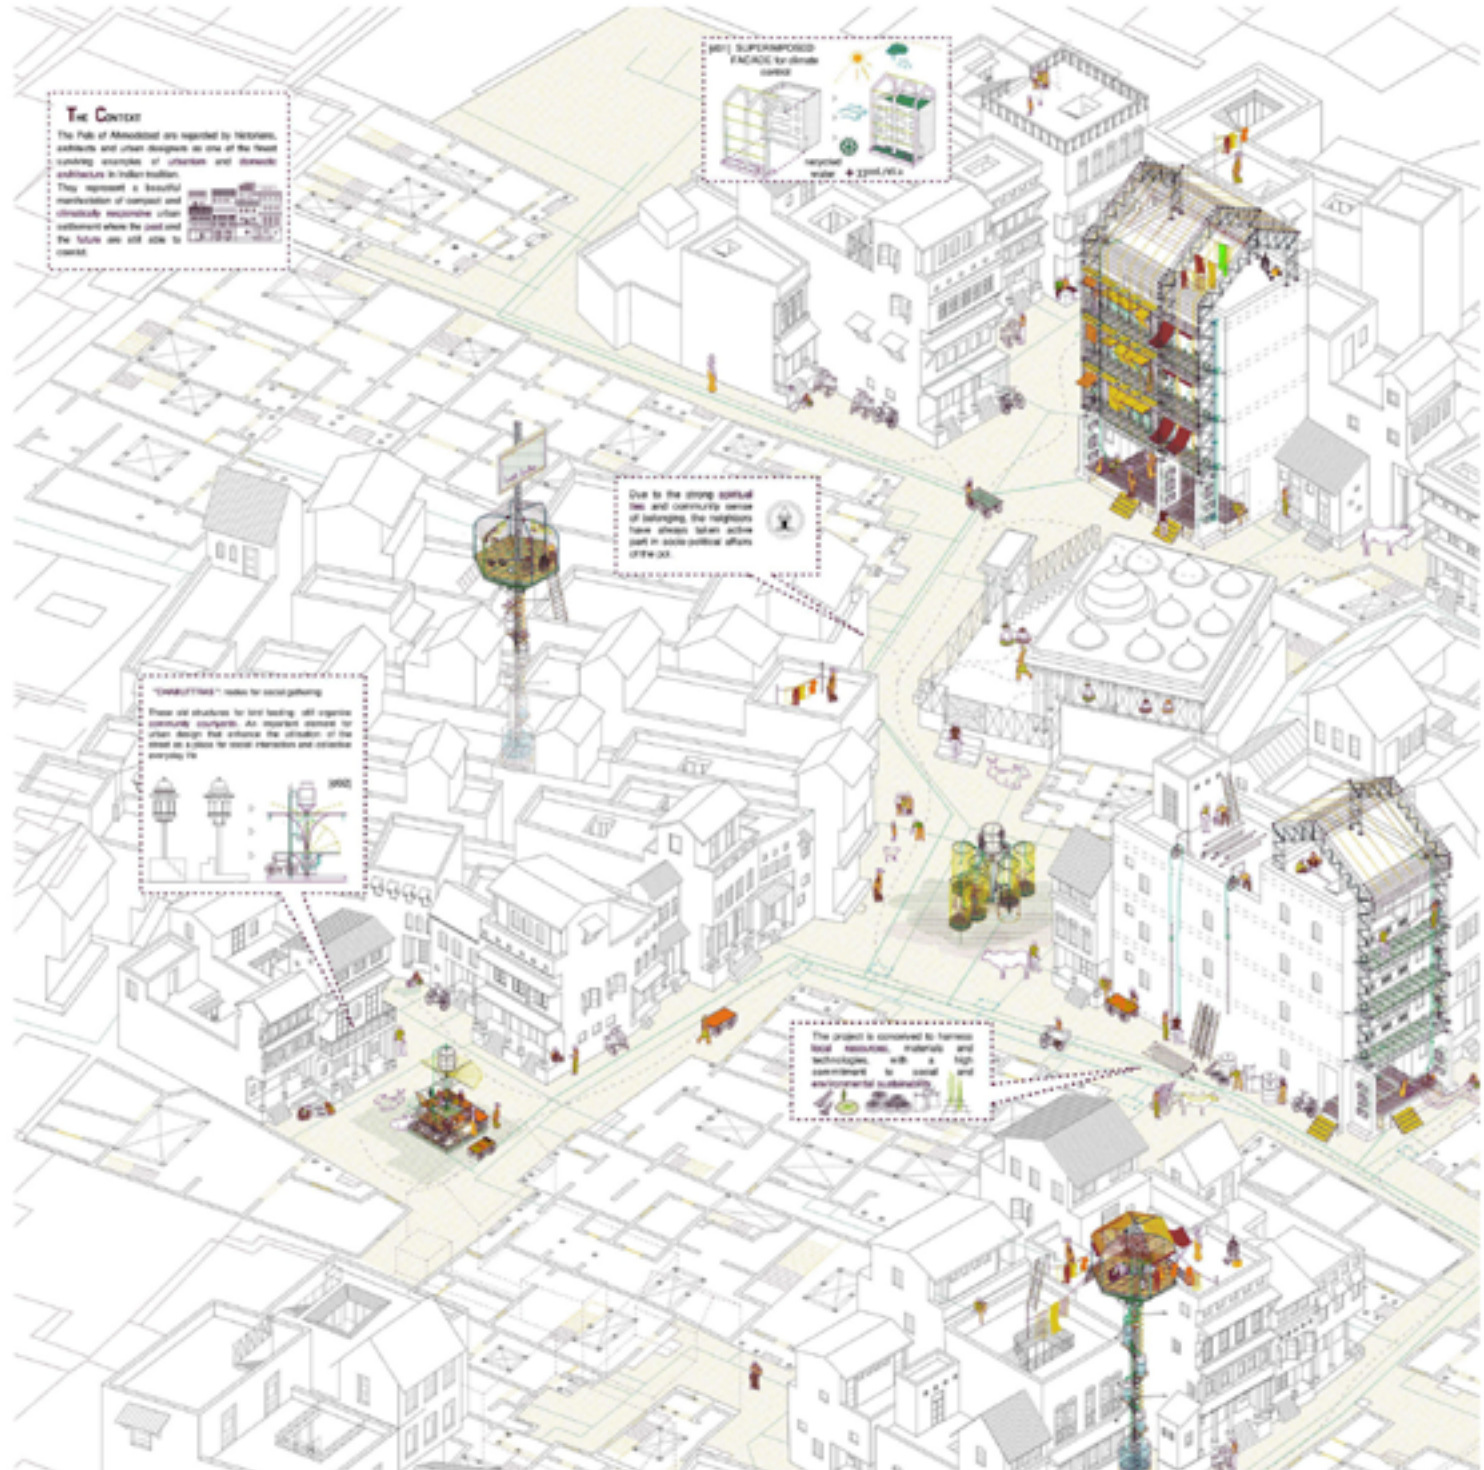 THE CONTEXT
The Pols of Ahmedabad are regarded by historians,
architects and urban designers as one of the finest
surviving examples of urbanism and domestic
architecture in Indian tradition.
They represent a beautiful
manifestation of compact and
climatically responsive urban
settlement where the past and
the future are still able to
coexist.
[d01] SUPERIMPOSED
FACADE for climate
control
recycled
water
Due to the strong spiritual
ties and community sense
of belonging, the neighbors
have always taken active
part in socio-political affairs
of the pol.
"CHABUTTRAS": nodes for social gathering
These old structures for bird feeding still organize
community courtyards. An important element for
urban design that enhance the utilisation of the
street as a place for social interaction and collective
everyday life
[d02]
The project is conceived to harness
local resources, materials and
technologies, with a high
commitment to social and
environmental sustainability.